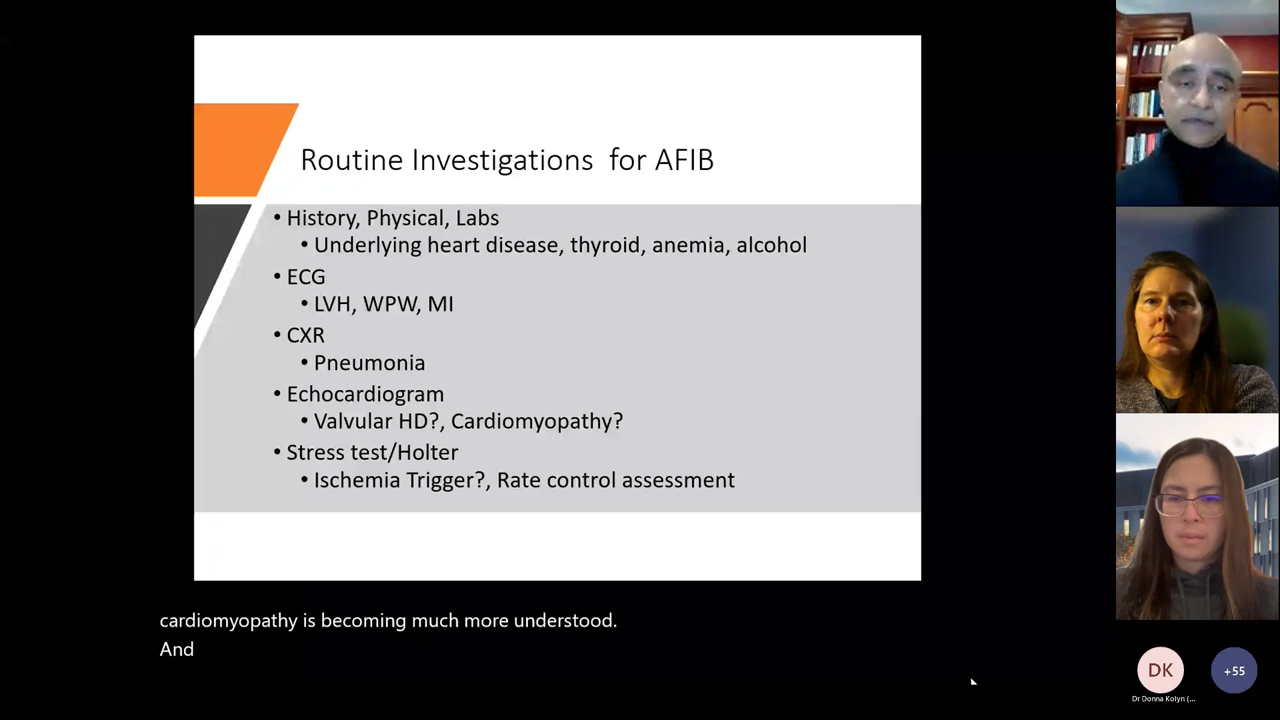 Routine Investigations for AFIB
• History, Physical, Labs
• Underlying heart disease, thyroid, anemia, alcohol
• ECG
• LVH, WPW, MI
• CXR
• Pneumonia
• Echocardiogram
• Valvular HD?, Cardiomyopathy?
• Stress test/Holter
• Ischemia Trigger?, Rate control assessment
cardiomyopathy is becoming much more understood.
And
DK
+55
Dr Donna Kolyn (...